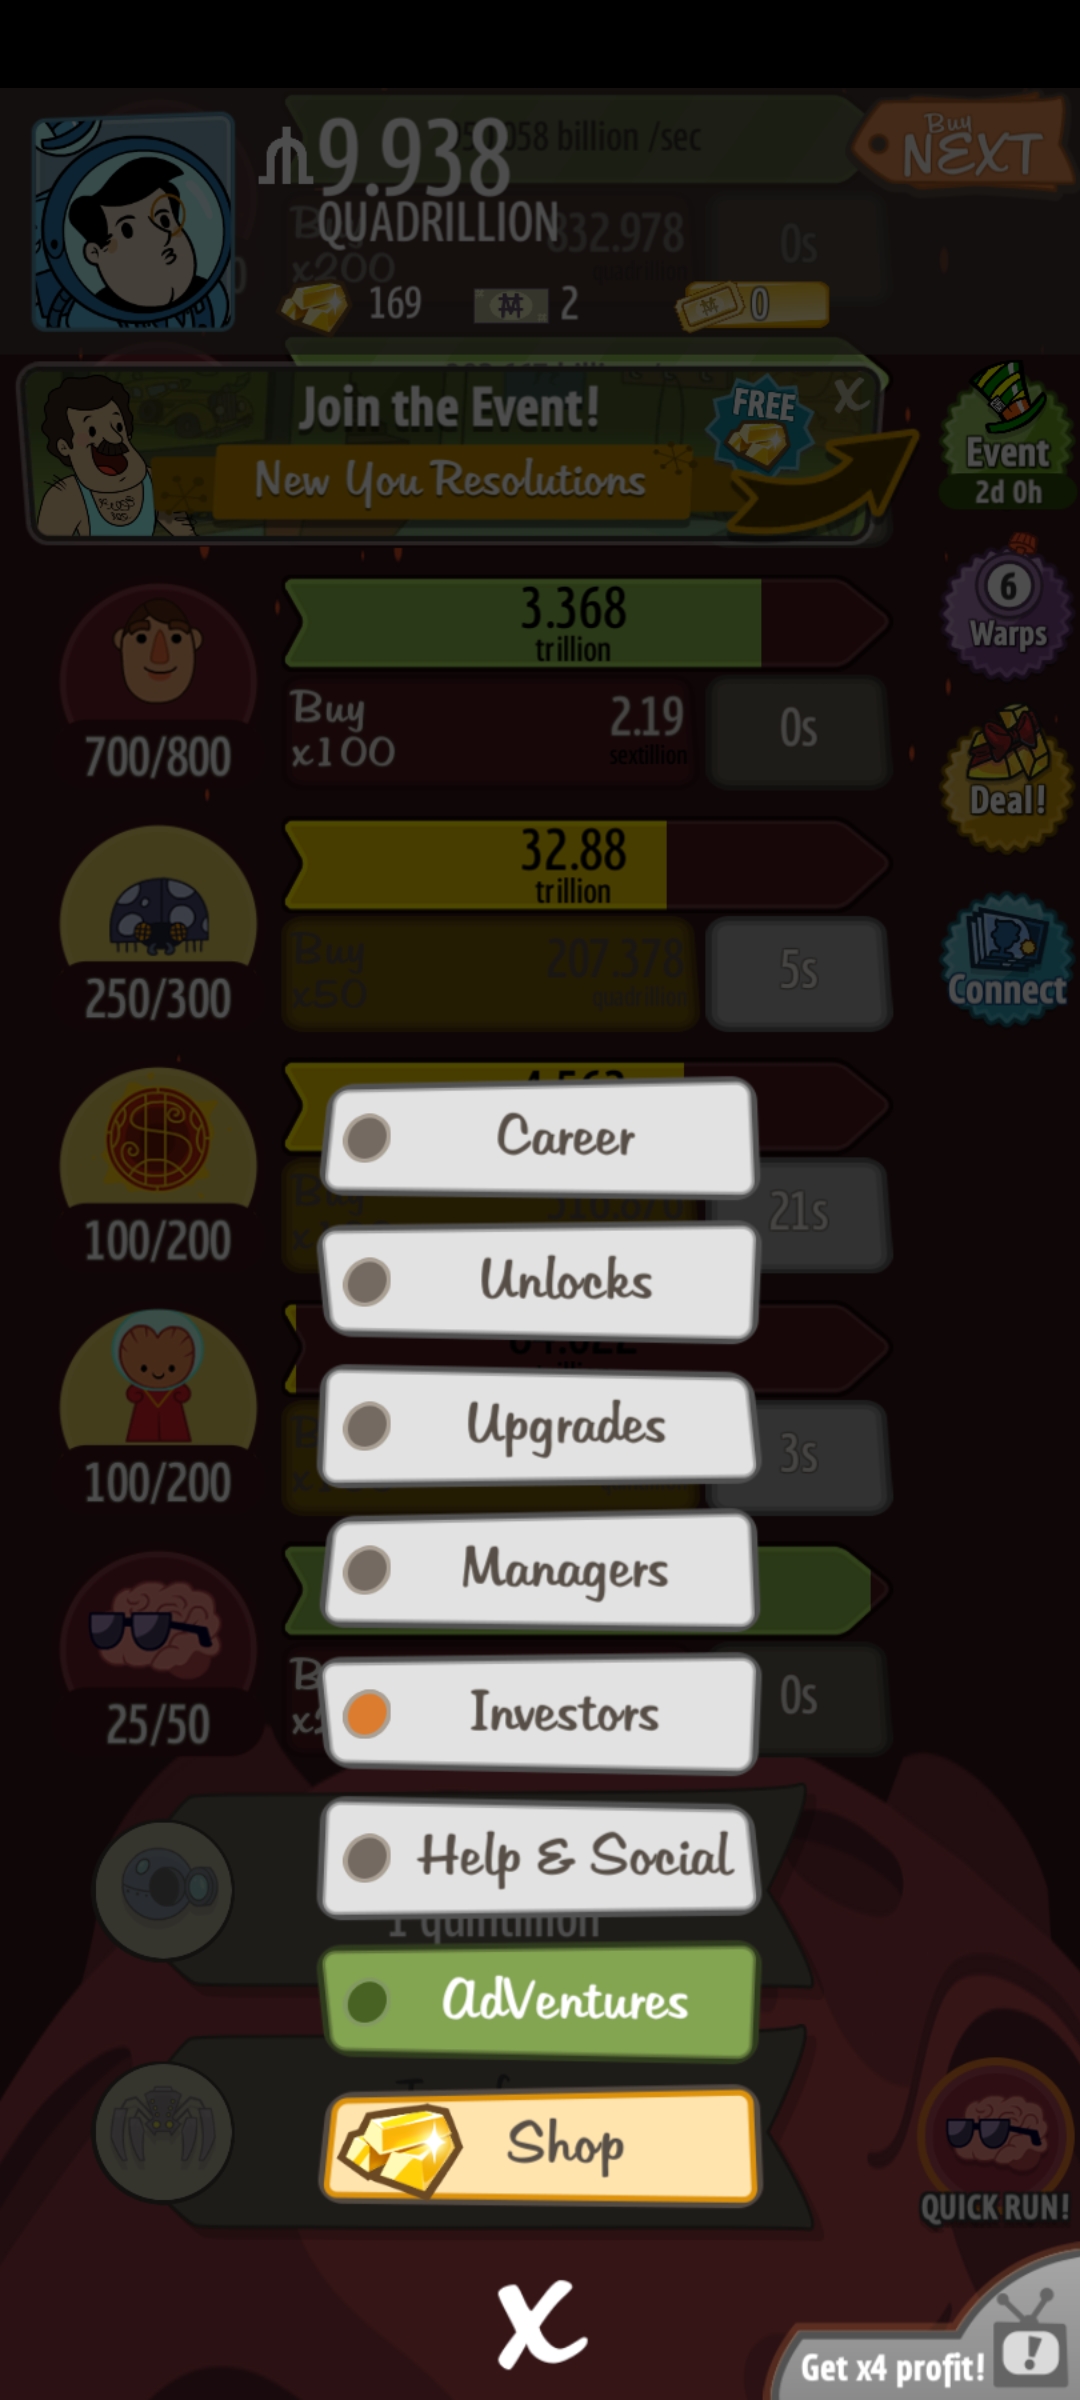 9.938
QUADRILLION
058 billion /sec
Buy
NEXT
Buy
x200
832.978
quadrillion
0s
169
2
0
Join the Event!
New You Resolutions
FREE
X
Event
2d 0h
6
Warps
Deal!
Connect
3.368
trillion
700/800
Buy
x100
2.19
sextillion
0s
32.88
trillion
250/300
Buy
x50
207.378
quadrillion
5s
100/200
21s
100/200
3s
25/50
0s
Career
Unlocks
Upgrades
Managers
Investors
Help & Social
1 quintillion
AdVentures
Shop
QUICK RUN!
X
Get x4 profit!